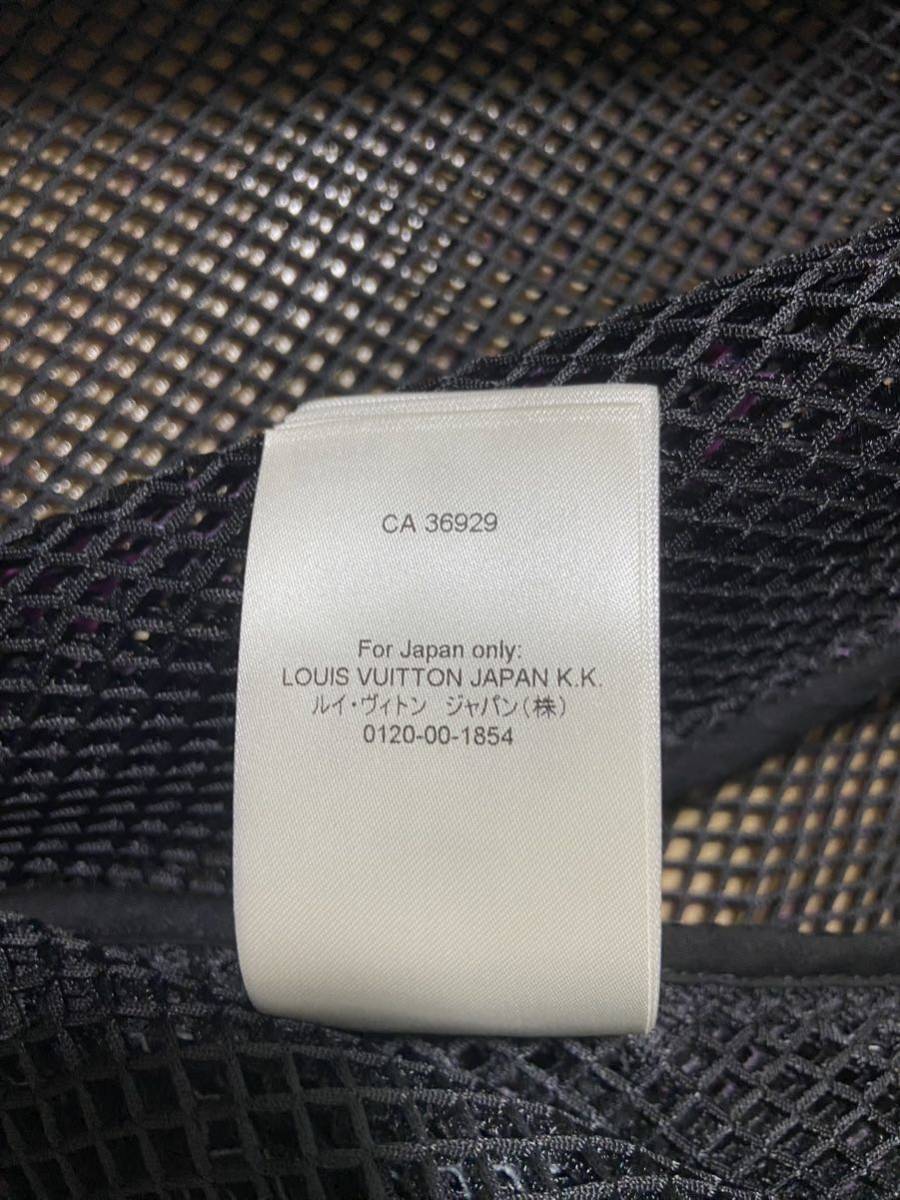 CA 36929
For Japan only:
LOUIS VUITTON JAPAN K.K.
ルイ・ヴィトン ジャパン(株)
0120-00-1854